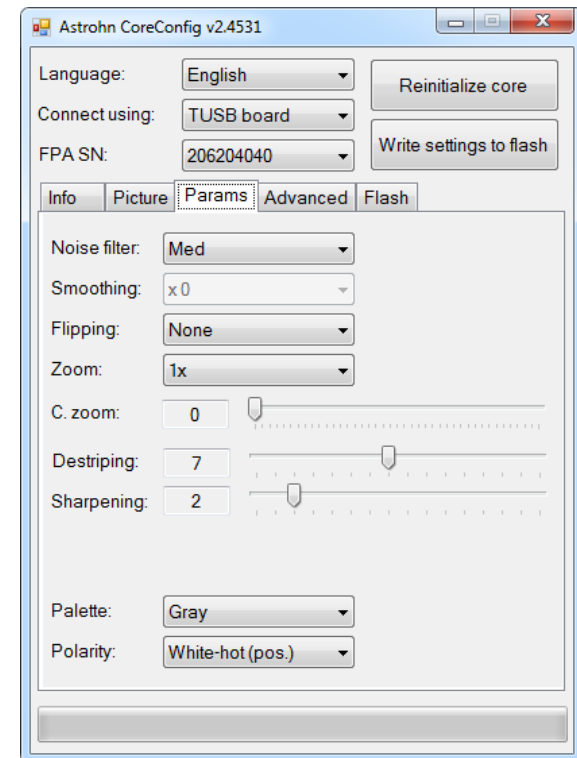 Astrohn CoreConfig v2.4531
Language: English
Reinitialize core
Connect using: TUSB board
Write settings to flash
FPA SN: 206204040
Info Picture Params Advanced Flash
Noise filter: Med
Smoothing: x 0
Flipping: None
Zoom: 1x
C. zoom: 0
Destriping: 7
Sharpening: 2
Palette: Gray
Polarity: White-hot (pos.)